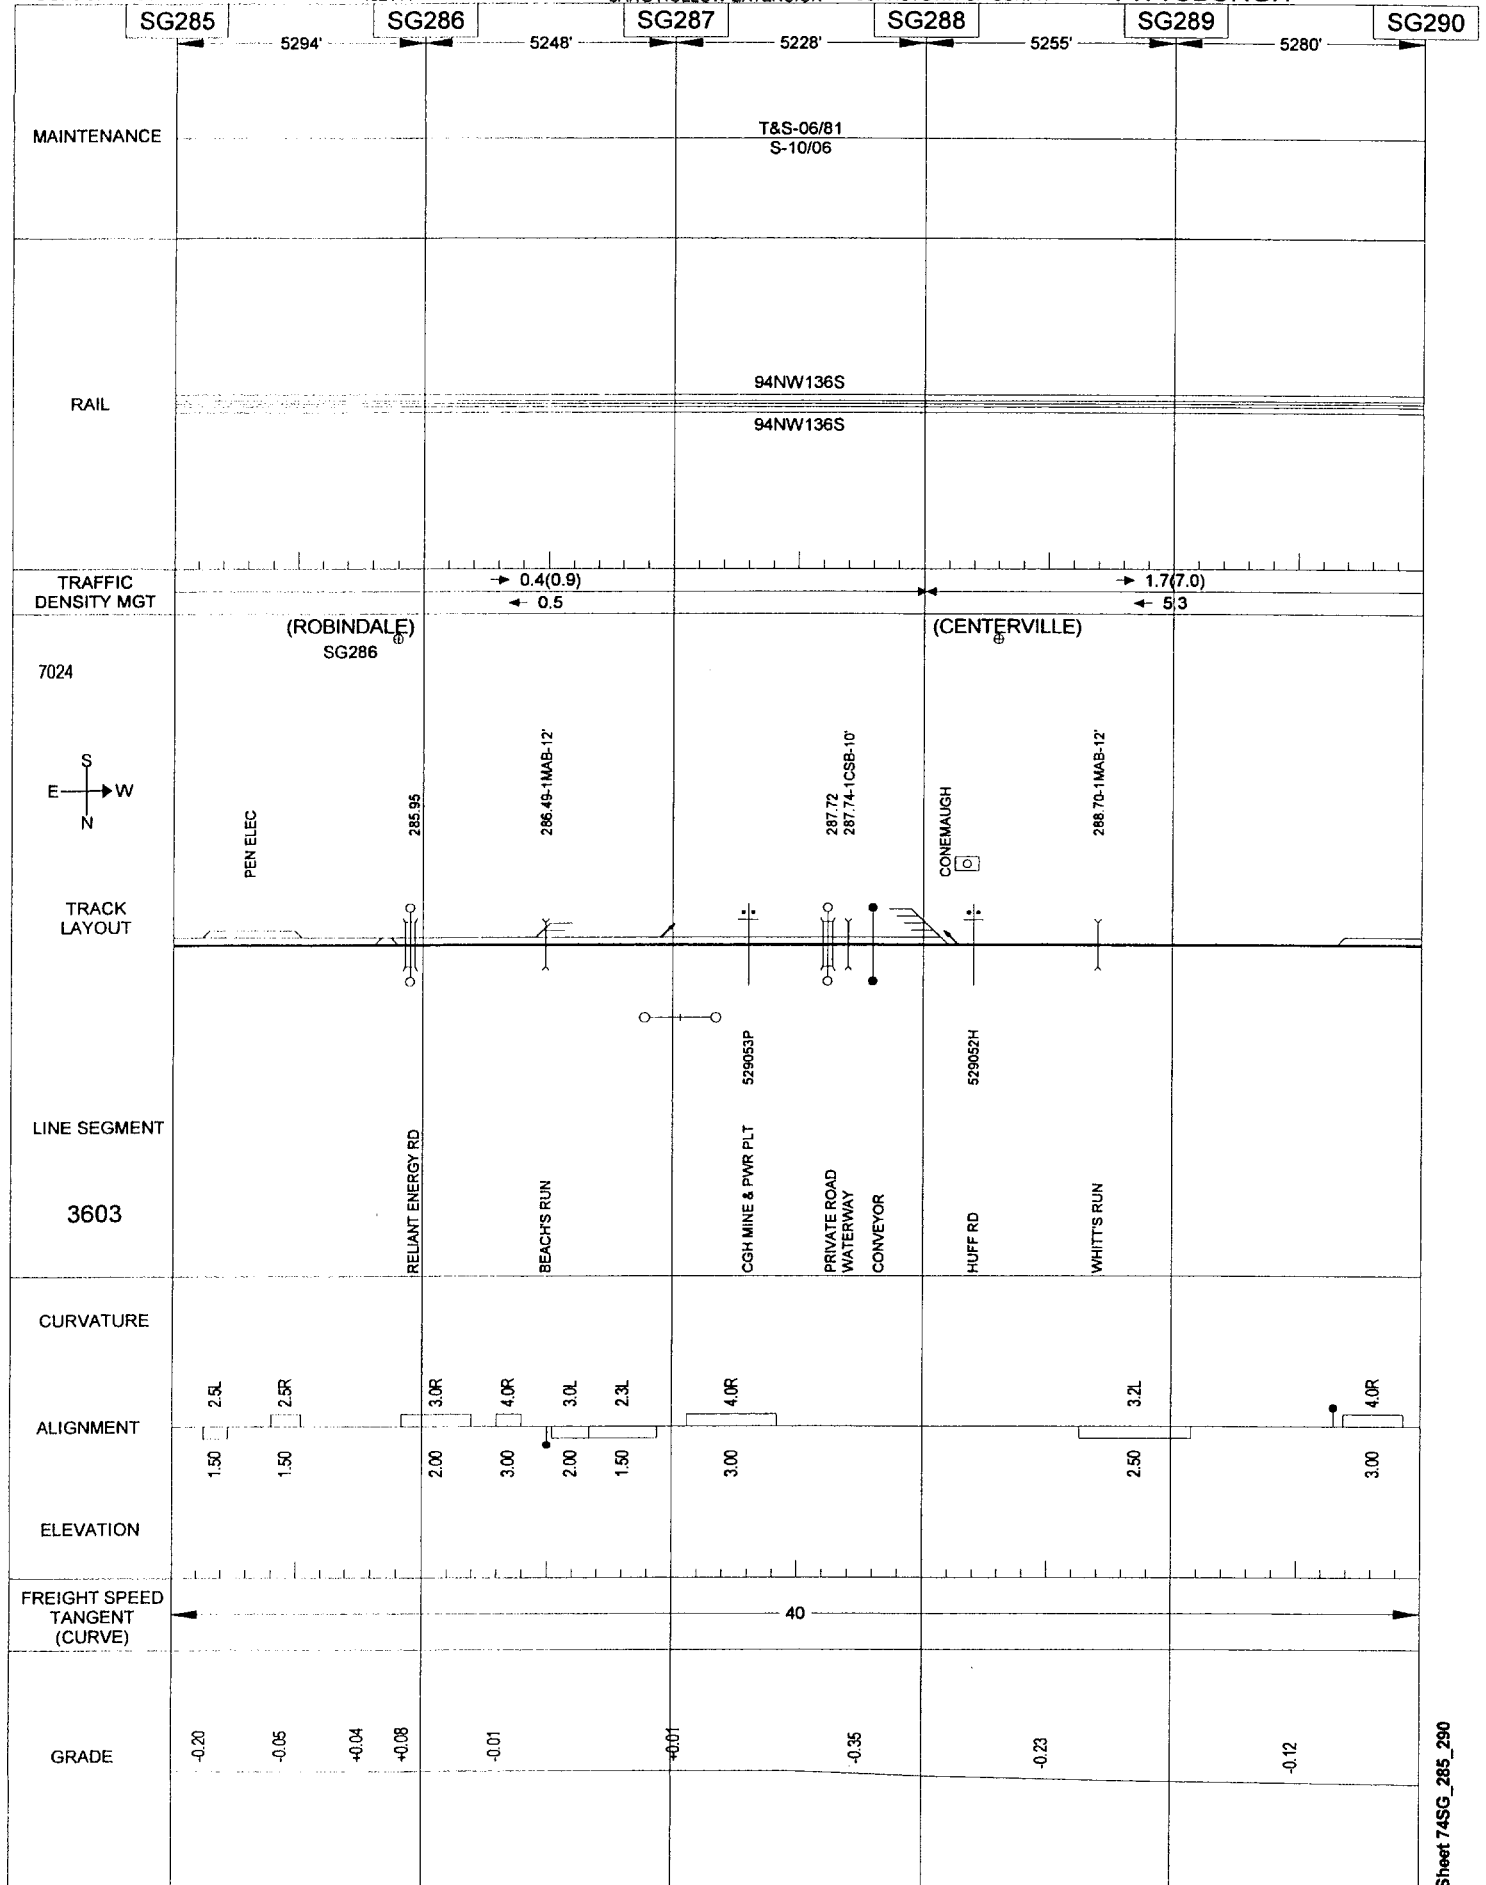 SG285
SG286
SG287
SG288
SG289
SG290
5294'
5248'
5228'
5255'
5280'
MAINTENANCE
T&S-06/81
S-10/06
RAIL
94NW136S
94NW136S
TRAFFIC
DENSITY MGT
0.4(0.9)
0.5
1.7(7.0)
5.3
(ROBINDALE)
SG286
(CENTERVILLE)
7024
S
E W
N
PEN ELEC
285.95
286.49-1MAB-12'
287.72
287.74-1CSB-10'
CONEMAUGH
288.70-1MAB-12'
TRACK
LAYOUT
529053P
529052H
LINE SEGMENT
3603
RELIANT ENERGY RD
BEACH'S RUN
CGH MINE & PWR PLT
PRIVATE ROAD
WATERWAY
CONVEYOR
HUFF RD
WHITT'S RUN
CURVATURE
2.5L
2.5R
3.0R
4.0R
3.0L
2.3L
4.0R
3.2L
4.0R
ALIGNMENT
1.50
1.50
2.00
3.00
2.00
1.50
3.00
2.50
3.00
ELEVATION
FREIGHT SPEED
TANGENT
(CURVE)
40
GRADE
-0.20
-0.05
+0.04
+0.08
-0.01
+0.01
-0.35
-0.23
-0.12
Sheet 74SG_285_290